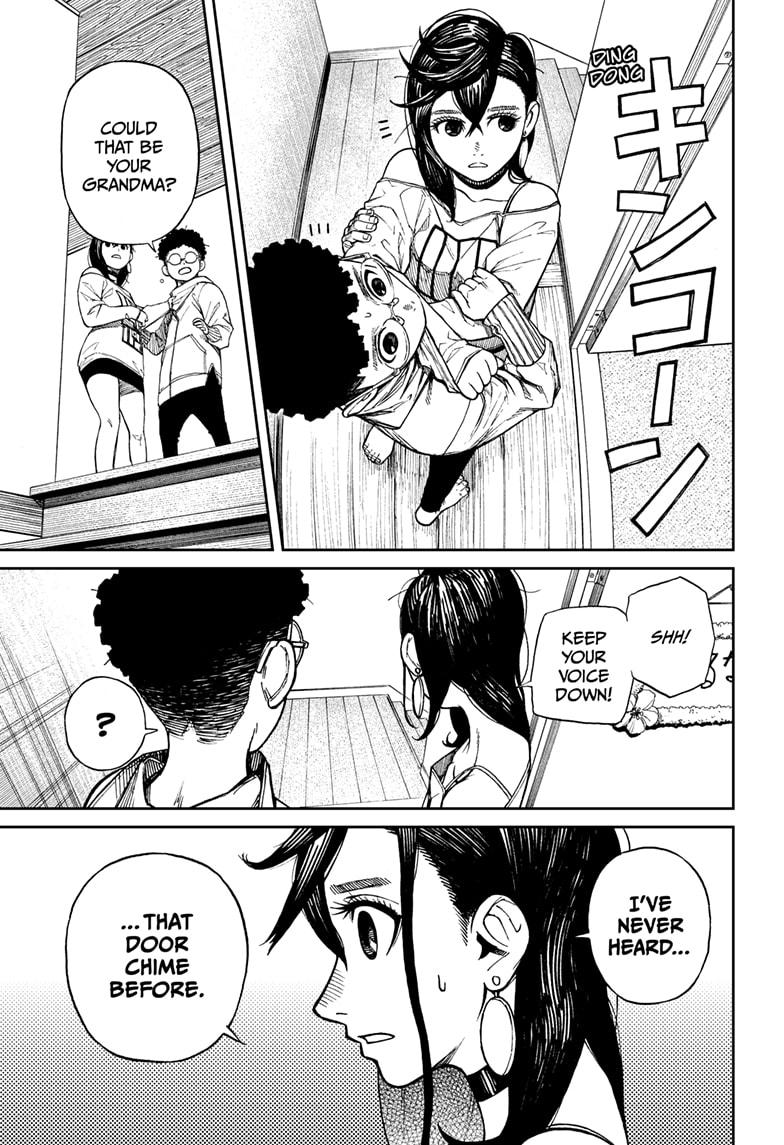 DING
DONG
キンコーン
COULD
THAT BE
YOUR
GRANDMA?
SHH!
KEEP
YOUR
VOICE
DOWN!
?
I'VE
NEVER
HEARD...
...THAT
DOOR
CHIME
BEFORE.